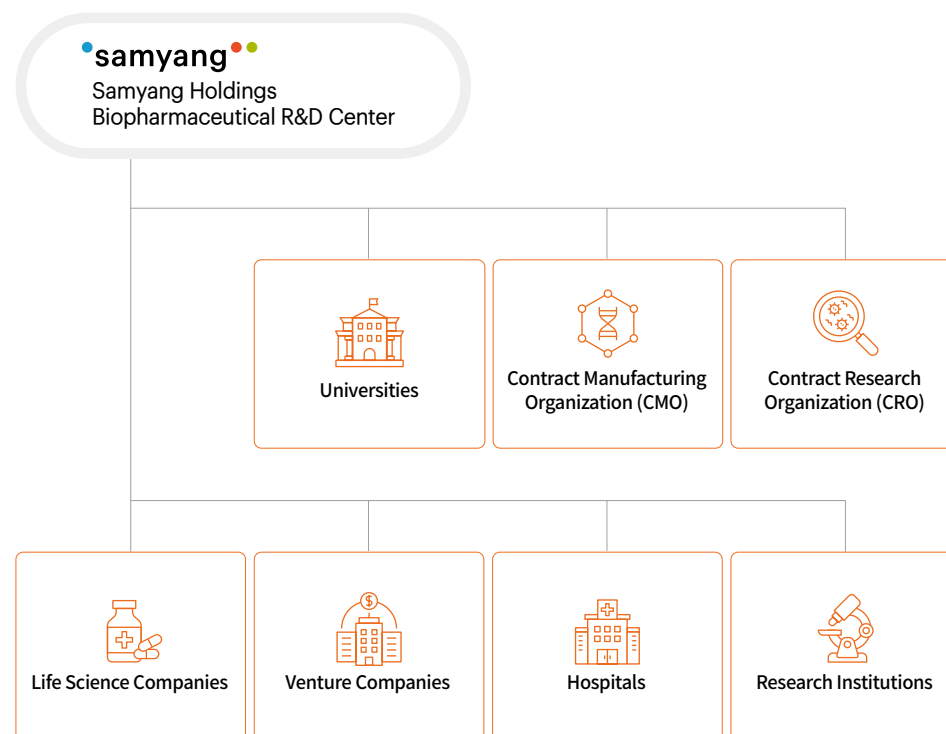 samyang
Samyang Holdings
Biopharmaceutical R&D Center
Universities
Contract Manufacturing
Organization (CMO)
Contract Research
Organization (CRO)
$
Life Science Companies
Venture Companies
Hospitals
Research Institutions